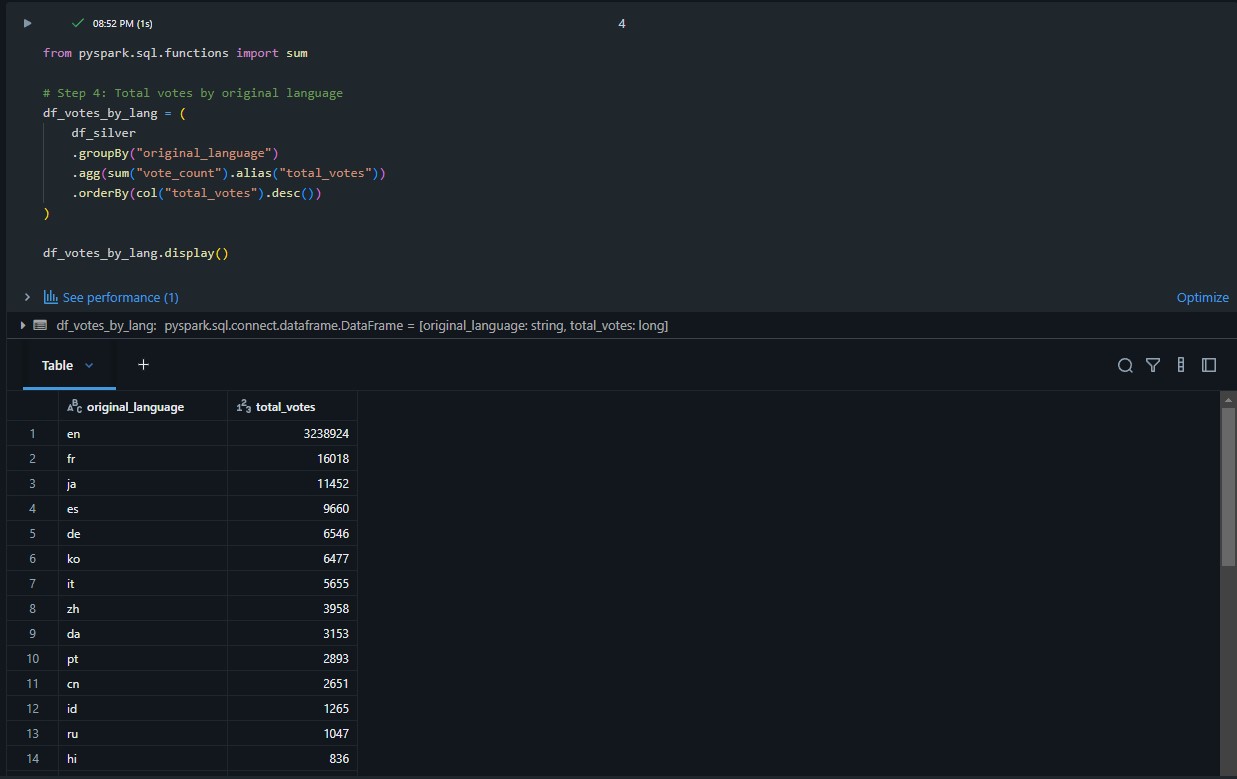 08:52 PM (1s)
4
from pyspark.sql.functions import sum
# Step 4: Total votes by original language
df_votes_by_lang = (
    df_silver
    .groupBy("original_language")
    .agg(sum("vote_count").alias("total_votes"))
    .orderBy(col("total_votes").desc())
)
df_votes_by_lang.display()
See performance (1)
Optimize
df_votes_by_lang: pyspark.sql.connect.dataframe.DataFrame = [original_language: string, total_votes: long]
Table
+
ABC original_language 123 total_votes
1 en 3238924
2 fr 16018
3 ja 11452
4 es 9660
5 de 6546
6 ko 6477
7 it 5655
8 zh 3958
9 da 3153
10 pt 2893
11 cn 2651
12 id 1265
13 ru 1047
14 hi 836